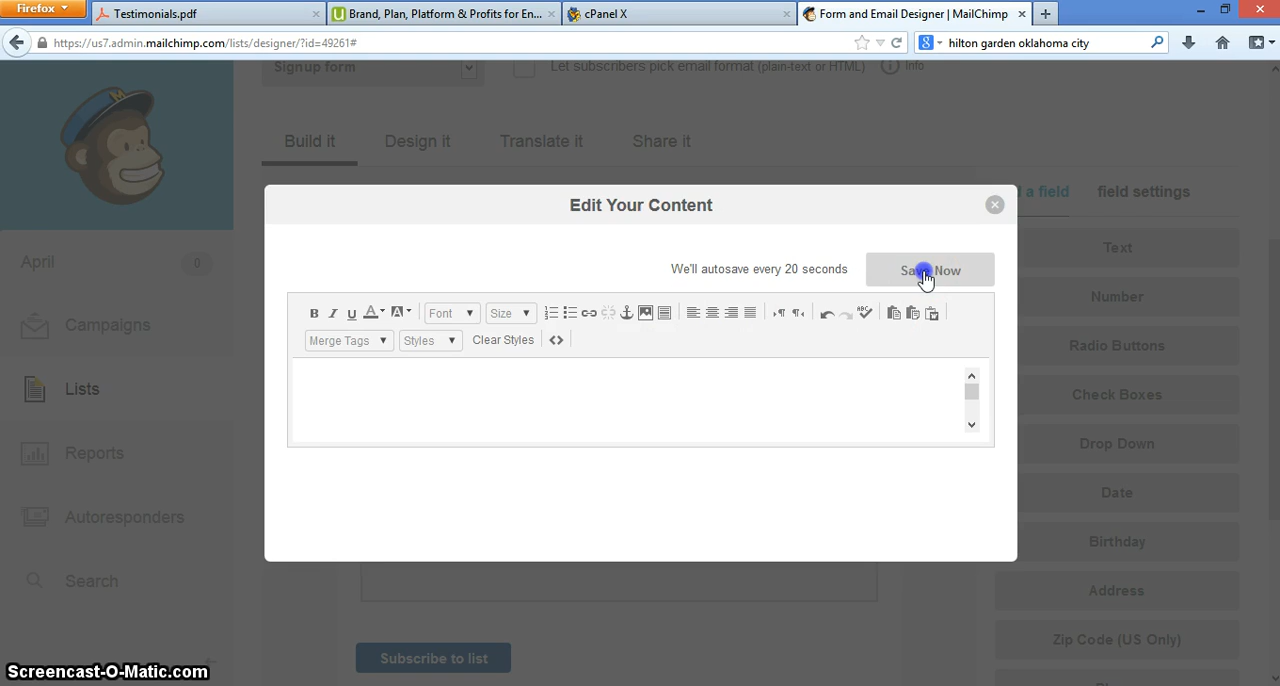 Firefox
Testimonials.pdf
Brand, Plan, Platform & Profits for En...
cPanel X
Form and Email Designer | MailChimp
https://us7.admin.mailchimp.com/lists/designer/?id=49261#
hilton garden oklahoma city
Signup form
Let subscribers pick email format (plain-text or HTML)
Info
Build it
Design it
Translate it
Share it
Edit Your Content
a field
field settings
We'll autosave every 20 seconds
Save Now
Font
Size
Merge Tags
Styles
Clear Styles
April
0
Campaigns
Lists
Reports
Autoresponders
Search
Text
Number
Radio Buttons
Check Boxes
Drop Down
Date
Birthday
Address
Zip Code (US Only)
Subscribe to list
Screencast-O-Matic.com